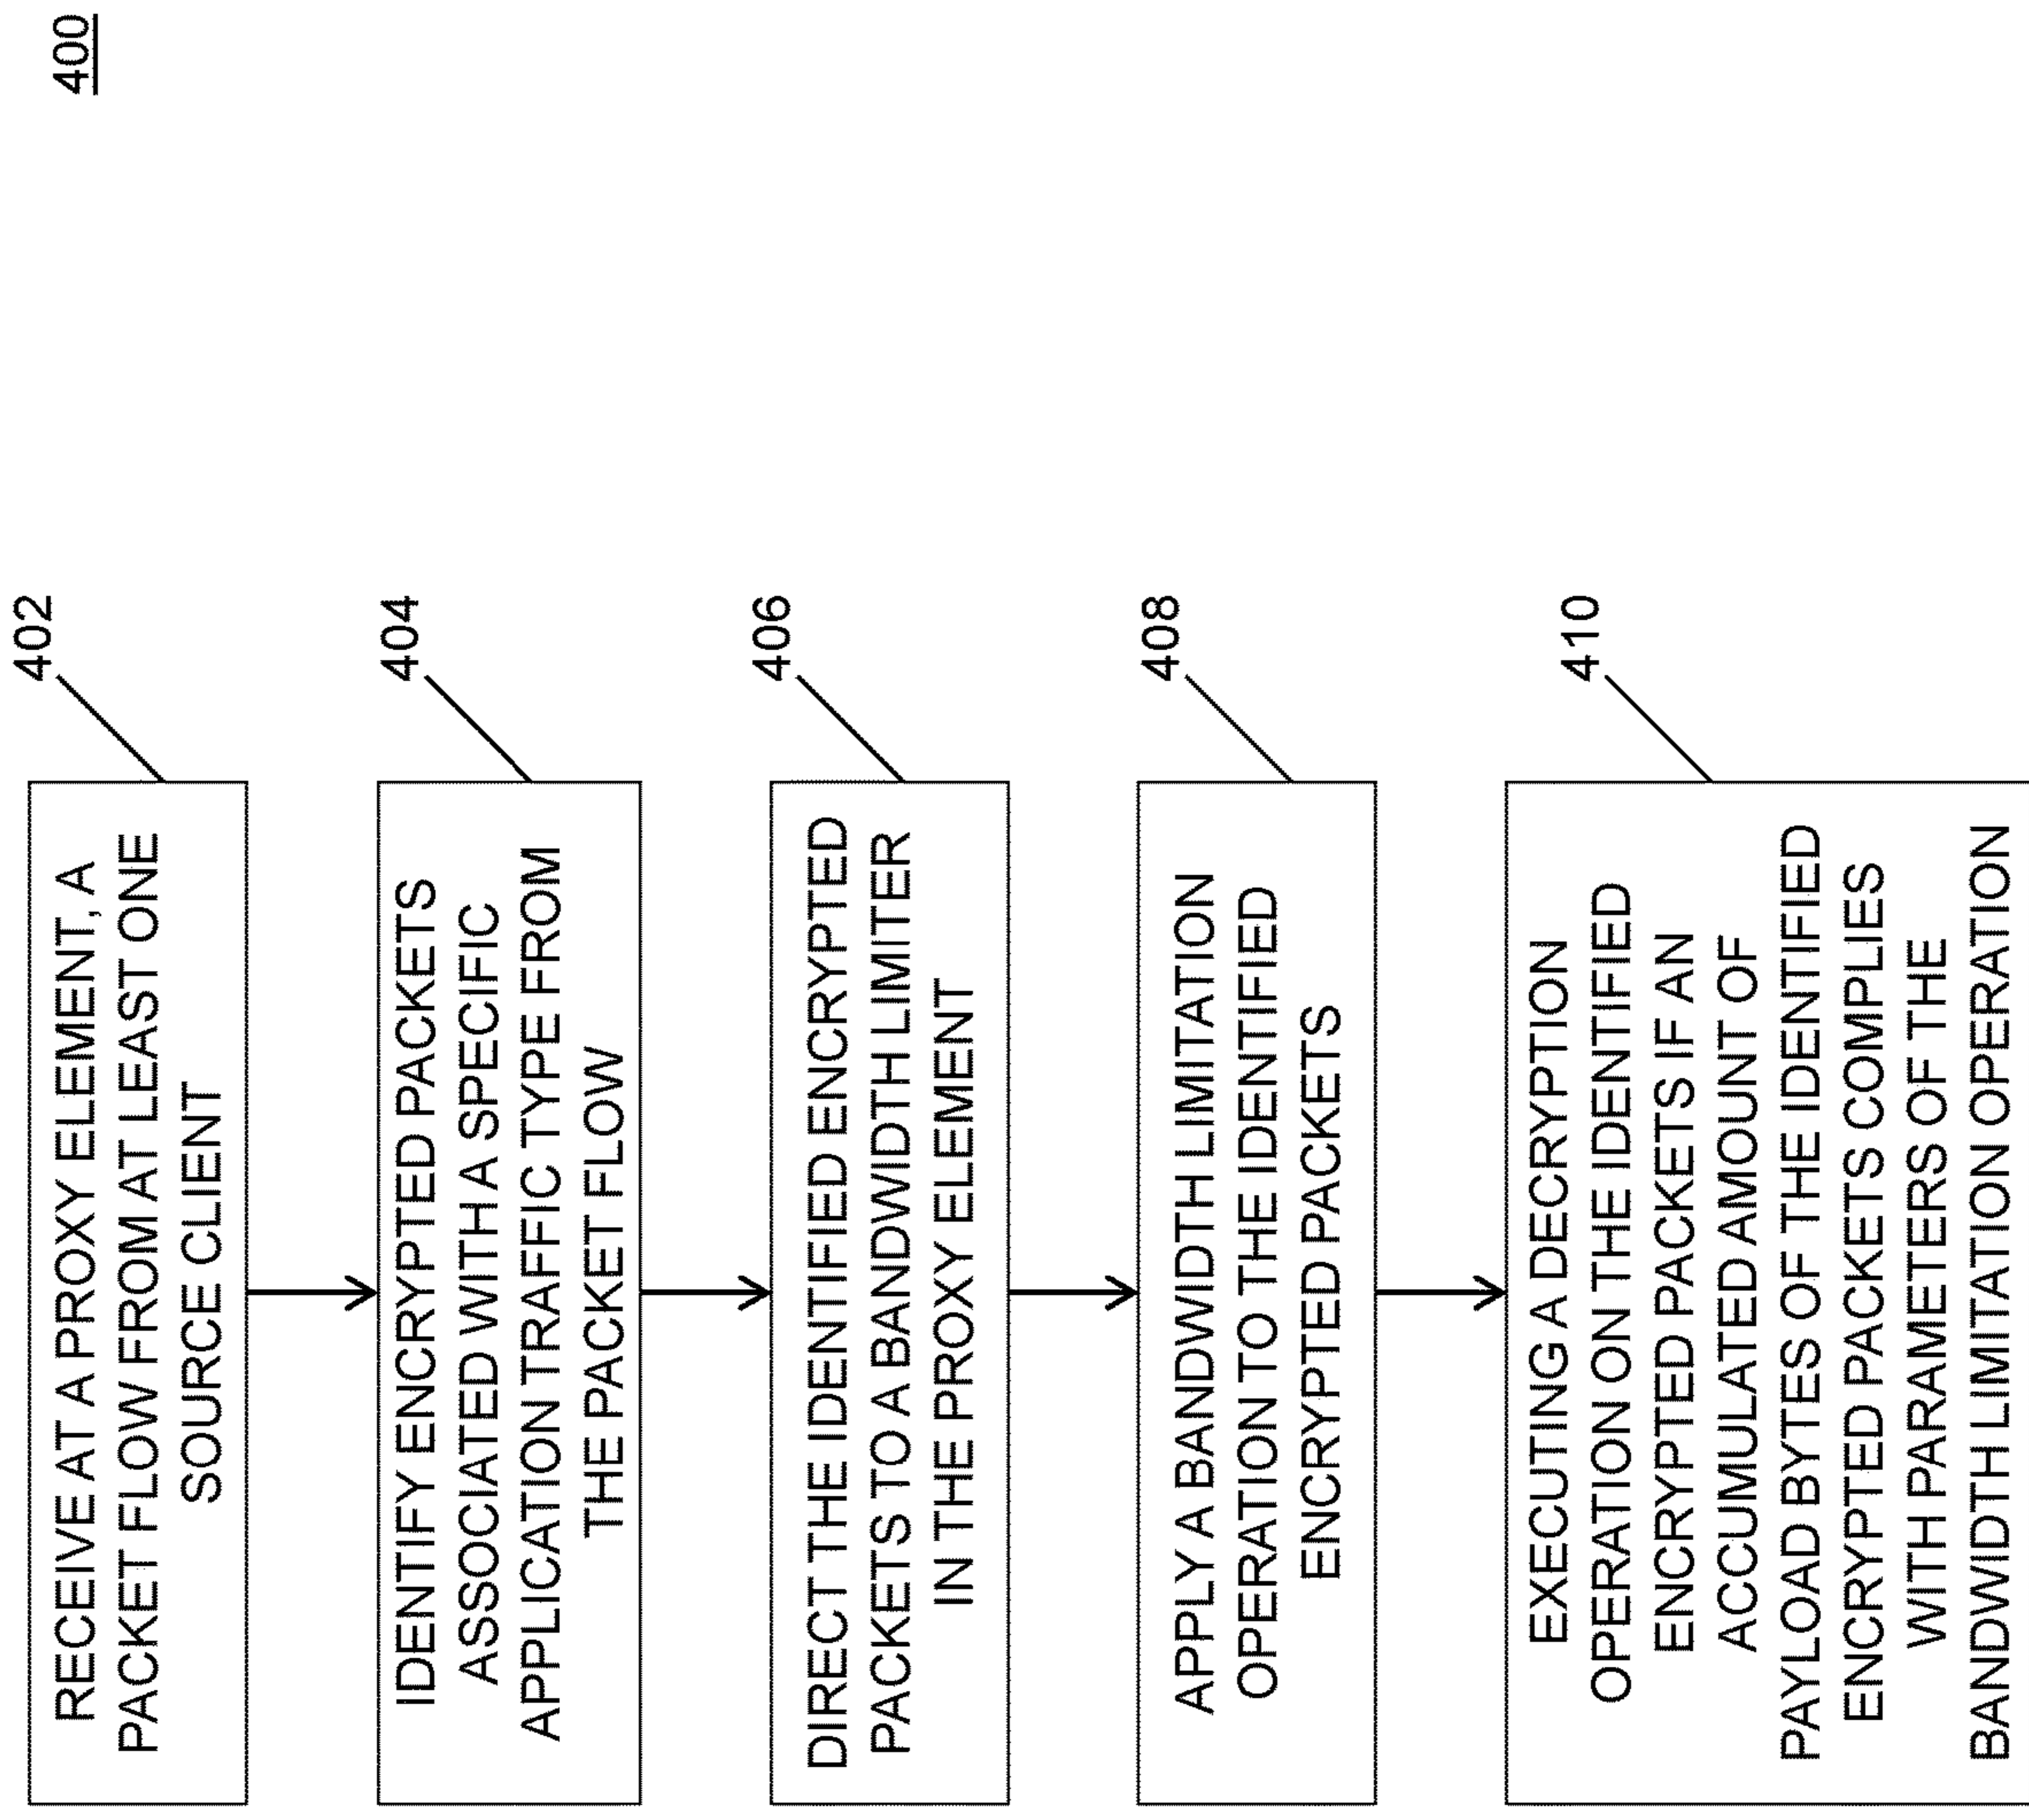 400
402
RECEIVE AT A PROXY ELEMENT, A
PACKET FLOW FROM AT LEAST ONE
SOURCE CLIENT
404
IDENTIFY ENCRYPTED PACKETS
ASSOCIATED WITH A SPECIFIC
APPLICATION TRAFFIC TYPE FROM
THE PACKET FLOW
406
DIRECT THE IDENTIFIED ENCRYPTED
PACKETS TO A BANDWIDTH LIMITER
IN THE PROXY ELEMENT
408
APPLY A BANDWIDTH LIMITATION
OPERATION TO THE IDENTIFIED
ENCRYPTED PACKETS
410
EXECUTING A DECRYPTION
OPERATION ON THE IDENTIFIED
ENCRYPTED PACKETS IF AN
ACCUMULATED AMOUNT OF
PAYLOAD BYTES OF THE IDENTIFIED
ENCRYPTED PACKETS COMPLIES
WITH PARAMETERS OF THE
BANDWIDTH LIMITATION OPERATION